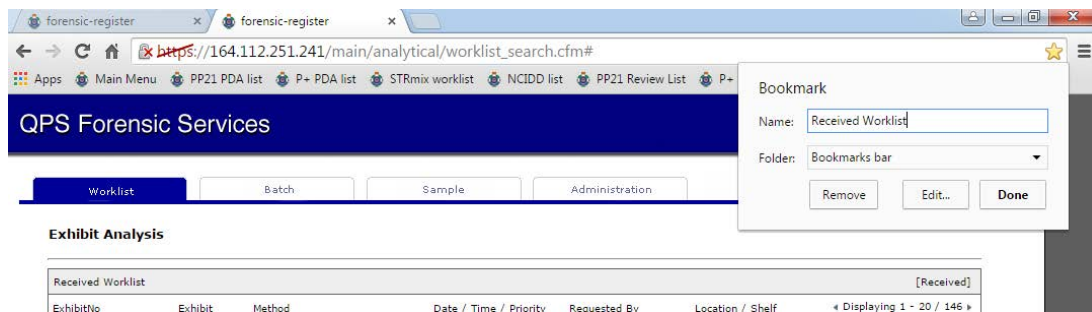 forensic-register
forensic-register
https://164.112.251.241/main/analytical/worklist_search.cfm#
Apps Main Menu PP21 PDA list P+ PDA list STRmix worklist NCIDD list PP21 Review List P+
Bookmark
Name: Received Worklist
Folder: Bookmarks bar
Remove Edit... Done
QPS Forensic Services
Worklist Batch Sample Administration
Exhibit Analysis
Received Worklist [Received]
ExhibitNo Exhibit Method Date / Time / Priority Requested By Location / Shelf Displaying 1 - 20 / 146